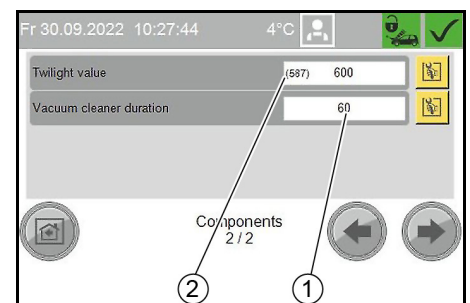 Fr 30.09.2022 10:27:44 4°C
Twilight value (587) 600
Vacuum cleaner duration 60
Components
2 / 2
2 1